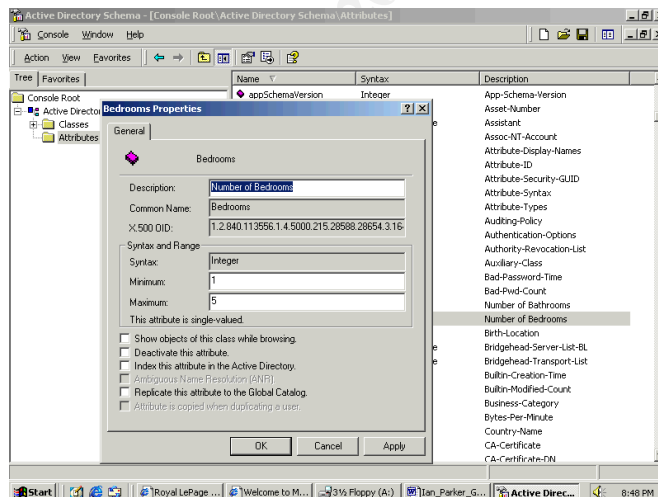 Active Directory Schema - [Console Root\Active Directory Schema\Attributes]
Console Window Help
Action View Favorites
Tree Favorites
Name Syntax Description
Console Root
Active Director
Classes
Attributes
appSchemaVersion Integer App-Schema-Version
Asset-Number
Assistant
Assoc-NT-Account
Attribute-Display-Names
Attribute-ID
Attribute-Security-GUID
Attribute-Syntax
Attribute-Types
Auditing-Policy
Authentication-Options
Authority-Revocation-List
Auxiliary-Class
Bad-Password-Time
Bad-Pwd-Count
Number of Bathrooms
Number of Bedrooms
Birth-Location
Bridgehead-Server-List-BL
Bridgehead-Transport-List
Builtin-Creation-Time
Builtin-Modified-Count
Business-Category
Bytes-Per-Minute
Country-Name
CA-Certificate
CA-Certificate-DN
Bedrooms Properties
General
Bedrooms
Description: Number of Bedrooms
Common Name: Bedrooms
X.500 OID: 1.2.840.113556.1.4.5000.215.28588.28654.3.16
Syntax and Range
Syntax: Integer
Minimum: 1
Maximum: 5
This attribute is single-valued.
Show objects of this class while browsing.
Deactivate this attribute.
Index this attribute in the Active Directory.
Ambiguous Name Resolution (ANR).
Replicate this attribute to the Global Catalog.
Attribute is copied when duplicating a user.
OK Cancel Apply
Start Royal LePage ... Welcome to M... 3½ Floppy (A:) Ian_Parker_G... Active Direc... 8:48 PM